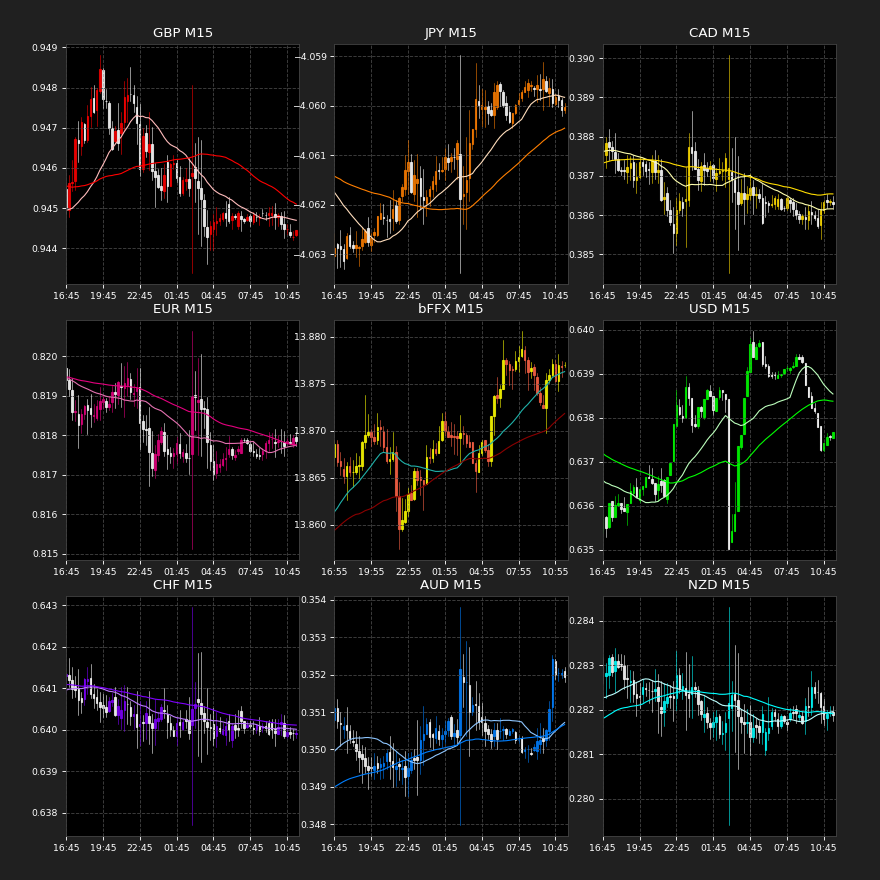 GBP M15
0.949
0.948
0.947
0.946
0.945
0.944
16:45 19:45 22:45 01:45 04:45 07:45 10:45
JPY M15
−4.059
−4.060
−4.061
−4.062
−4.063
16:45 19:45 22:45 01:45 04:45 07:45 10:45
CAD M15
0.390
0.389
0.388
0.387
0.386
0.385
16:45 19:45 22:45 01:45 04:45 07:45 10:45
EUR M15
0.820
0.819
0.818
0.817
0.816
0.815
16:45 19:45 22:45 01:45 04:45 07:45 10:45
bFFX M15
13.880
13.875
13.870
13.865
13.860
16:55 19:55 22:55 01:55 04:55 07:55 10:55
USD M15
0.640
0.639
0.638
0.637
0.636
0.635
16:45 19:45 22:45 01:45 04:45 07:45 10:45
CHF M15
0.643
0.642
0.641
0.640
0.639
0.638
16:45 19:45 22:45 01:45 04:45 07:45 10:45
AUD M15
0.354
0.353
0.352
0.351
0.350
0.349
0.348
16:45 19:45 22:45 01:45 04:45 07:45 10:45
NZD M15
0.284
0.283
0.282
0.281
0.280
16:45 19:45 22:45 01:45 04:45 07:45 10:45